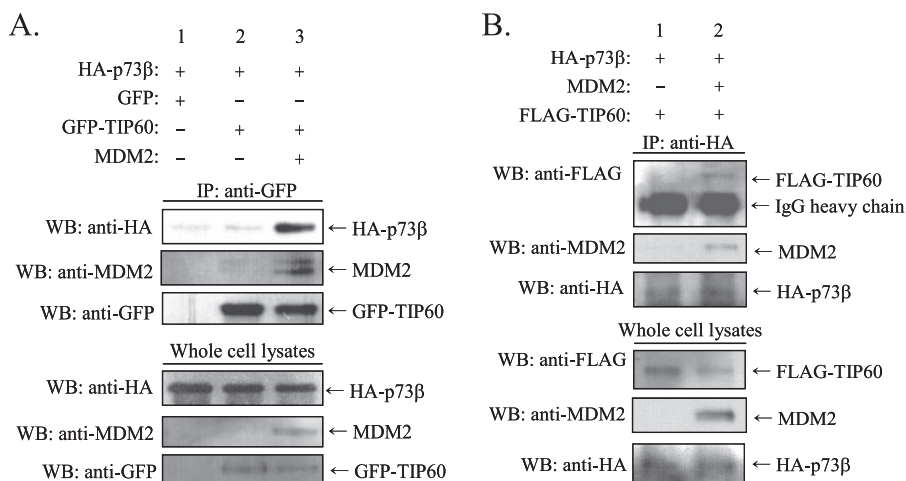 A.
1 2 3
HA-p73β: + + +
GFP: + – –
GFP-TIP60: – + +
MDM2: – – +
IP: anti-GFP
WB: anti-HA ← HA-p73β
WB: anti-MDM2 ← MDM2
WB: anti-GFP ← GFP-TIP60
Whole cell lysates
WB: anti-HA ← HA-p73β
WB: anti-MDM2 ← MDM2
WB: anti-GFP ← GFP-TIP60
B.
1 2
HA-p73β: + +
MDM2: – +
FLAG-TIP60: + +
IP: anti-HA
WB: anti-FLAG ← FLAG-TIP60
← IgG heavy chain
WB: anti-MDM2 ← MDM2
WB: anti-HA ← HA-p73β
Whole cell lysates
WB: anti-FLAG ← FLAG-TIP60
WB: anti-MDM2 ← MDM2
WB: anti-HA ← HA-p73β